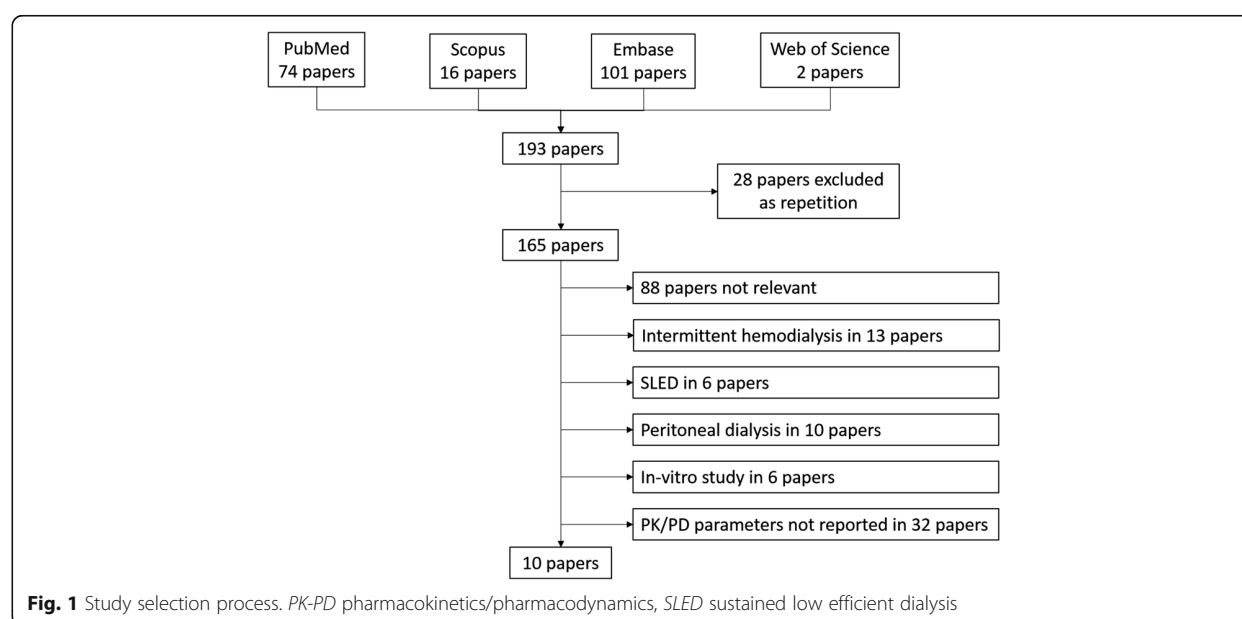 PubMed
74 papers
Scopus
16 papers
Embase
101 papers
Web of Science
2 papers
193 papers
28 papers excluded
as repetition
165 papers
88 papers not relevant
Intermittent hemodialysis in 13 papers
SLED in 6 papers
Peritoneal dialysis in 10 papers
In-vitro study in 6 papers
PK/PD parameters not reported in 32 papers
10 papers
Fig. 1 Study selection process. PK-PD pharmacokinetics/pharmacodynamics, SLED sustained low efficient dialysis